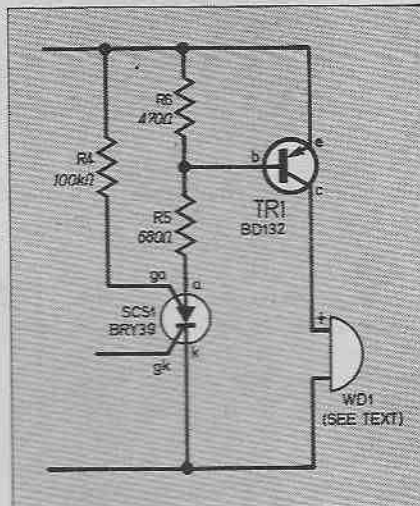 R6
470Ω
R4
100kΩ
b
e
c
TR1
BD132
R5
680Ω
ga
a
SCS1
BRY39
gk
k
+
WD1
(SEE TEXT)